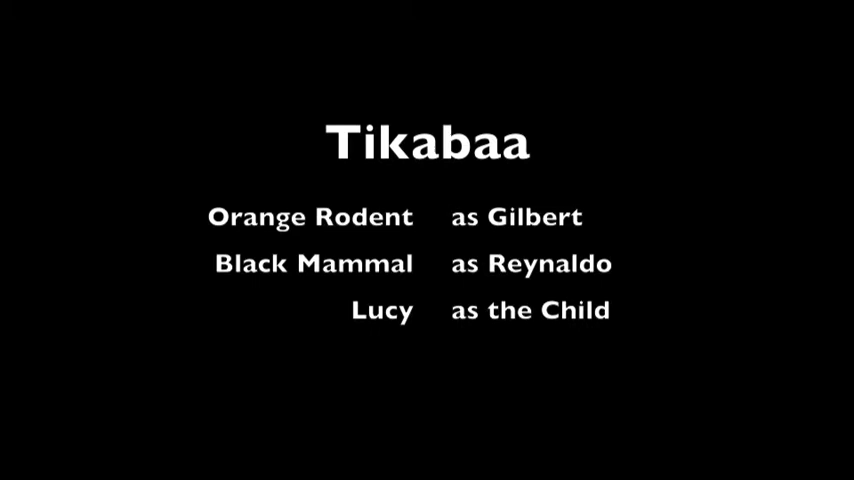 Tikabaa
Orange Rodent as Gilbert
Black Mammal as Reynaldo
Lucy as the Child